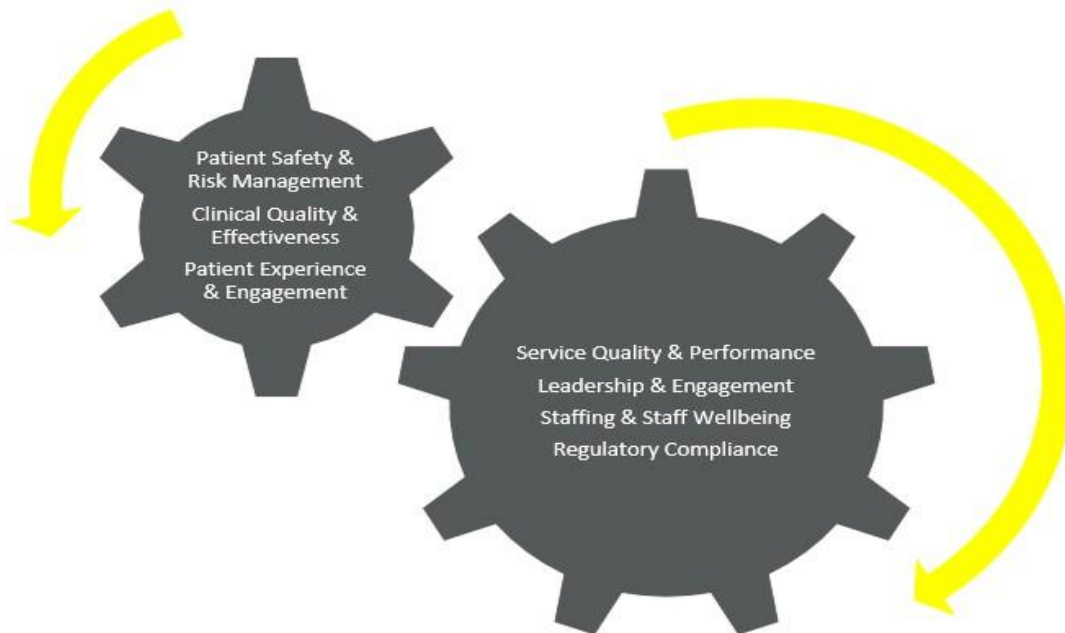 Patient Safety &
Risk Management
Clinical Quality &
Effectiveness
Patient Experience
& Engagement
Service Quality & Performance
Leadership & Engagement
Staffing & Staff Wellbeing
Regulatory Compliance